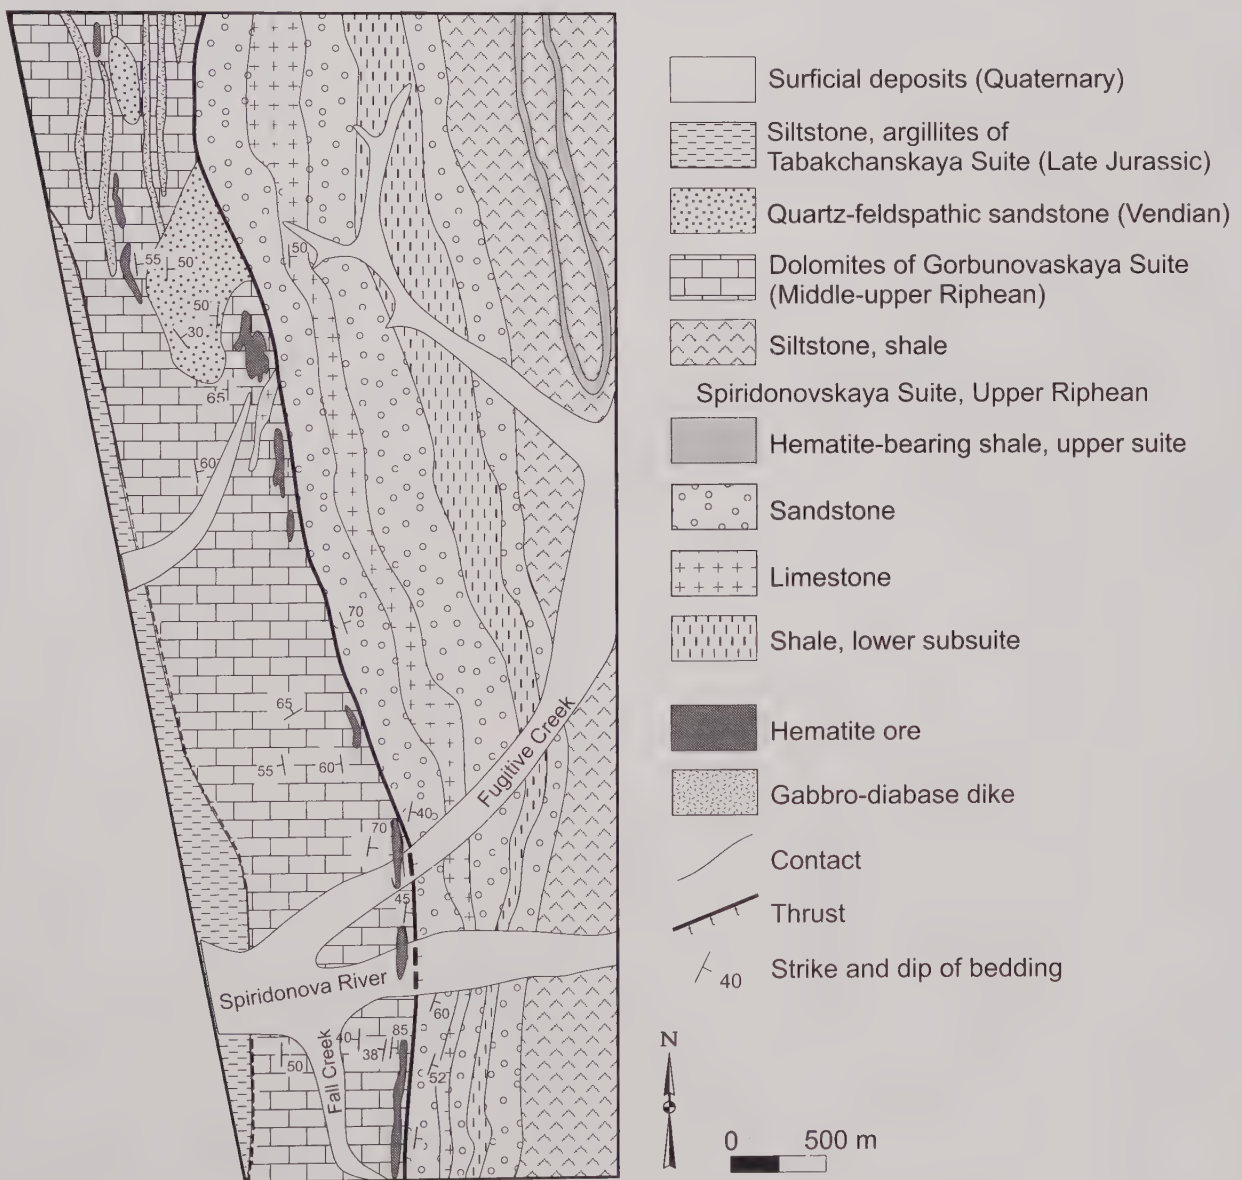 Surficial deposits (Quaternary)
Siltstone, argillites of
Tabakchanskaya Suite (Late Jurassic)
Quartz-feldspathic sandstone (Vendian)
Dolomites of Gorbunovaskaya Suite
(Middle-upper Riphean)
Siltstone, shale
Spiridonovskaya Suite, Upper Riphean
Hematite-bearing shale, upper suite
Sandstone
Limestone
Shale, lower subsuite
Hematite ore
Gabbro-diabase dike
Contact
Thrust
40 Strike and dip of bedding
N
0 500 m
50
55 50
50
30
65
60
70
65
55 60
40
70
45
Fugitive Creek
Spiridonova River
Fall Creek
60
40 38 85
50
52